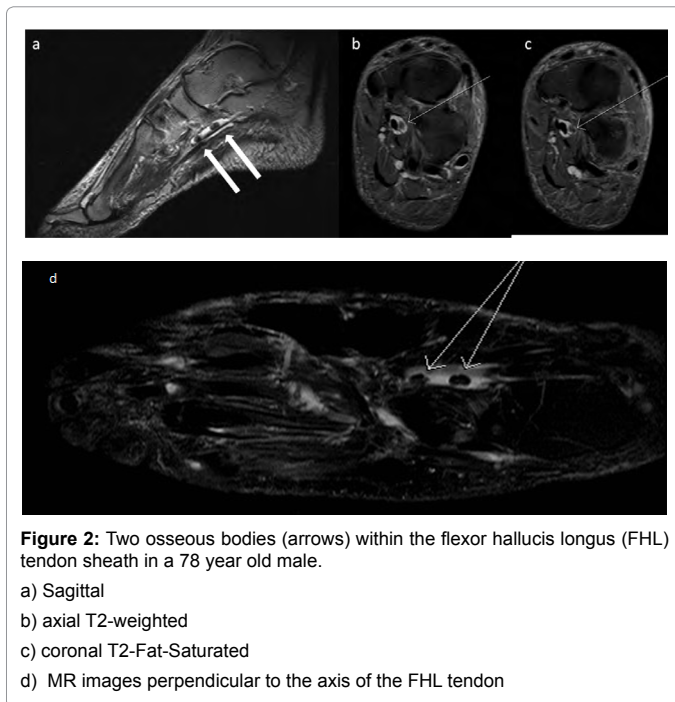 a
b
c
d
Figure 2: Two osseous bodies (arrows) within the flexor hallucis longus (FHL)
tendon sheath in a 78 year old male.
a) Sagittal
b) axial T2-weighted
c) coronal T2-Fat-Saturated
d) MR images perpendicular to the axis of the FHL tendon